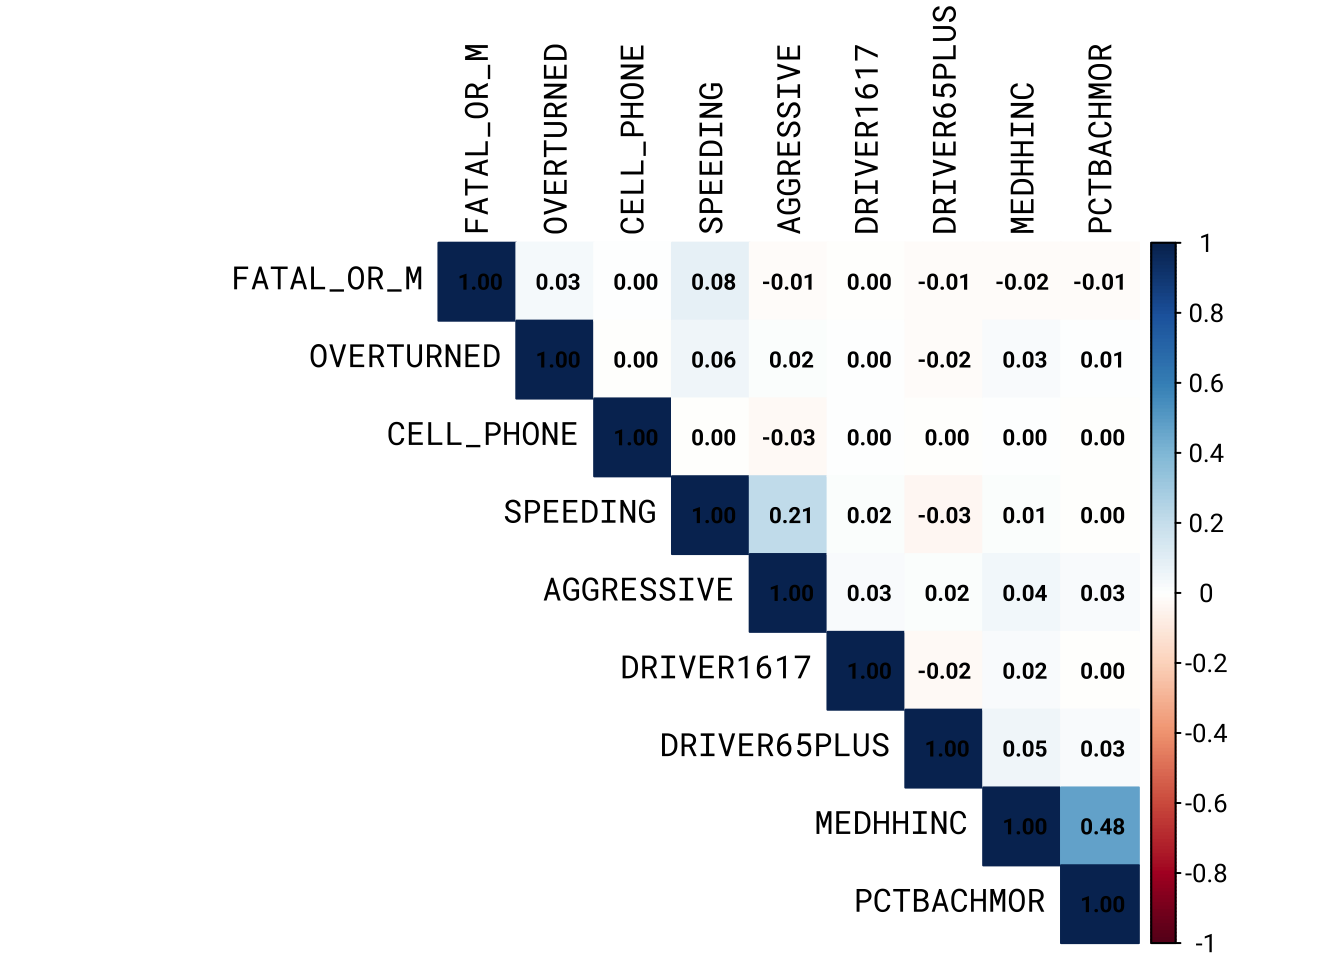 FATAL_OR_M OVERTURNED CELL_PHONE SPEEDING AGGRESSIVE DRIVER1617 DRIVER65PLUS MEDHHINC PCTBACHMOR
FATAL_OR_M 1.00 0.03 0.00 0.08 -0.01 0.00 -0.01 -0.02 -0.01
OVERTURNED 1.00 0.00 0.06 0.02 0.00 -0.02 0.03 0.01
CELL_PHONE 1.00 0.00 -0.03 0.00 0.00 0.00 0.00
SPEEDING 1.00 0.21 0.02 -0.03 0.01 0.00
AGGRESSIVE 1.00 0.03 0.02 0.04 0.03
DRIVER1617 1.00 -0.02 0.02 0.00
DRIVER65PLUS 1.00 0.05 0.03
MEDHHINC 1.00 0.48
PCTBACHMOR 1.00
1
0.8
0.6
0.4
0.2
0
-0.2
-0.4
-0.6
-0.8
-1